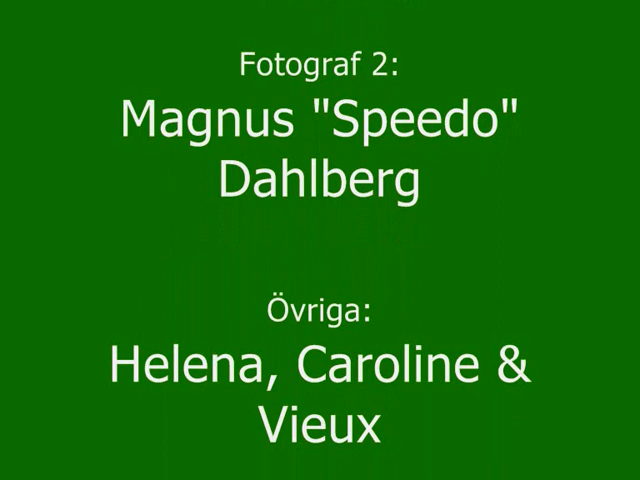 Fotograf 2:
Magnus "Speedo"
Dahlberg
Övriga:
Helena, Caroline &
Vieux